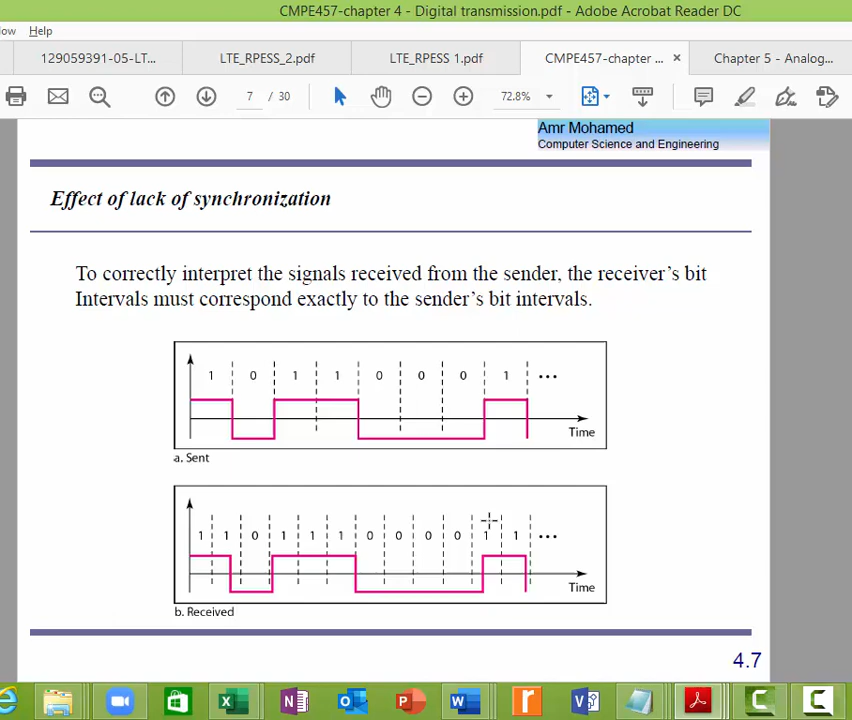 CMPE457-chapter 4 - Digital transmission.pdf - Adobe Acrobat Reader DC
ow Help
129059391-05-LT... LTE_RPESS_2.pdf LTE_RPESS 1.pdf CMPE457-chapter ... × Chapter 5 - Analog...
7 / 30 72.8%
Amr Mohamed
Computer Science and Engineering
Effect of lack of synchronization
To correctly interpret the signals received from the sender, the receiver's bit
Intervals must correspond exactly to the sender's bit intervals.
1 0 1 1 0 0 0 1 ...
Time
a. Sent
1 1 0 1 1 1 0 0 0 0 1 1 ...
Time
b. Received
4.7